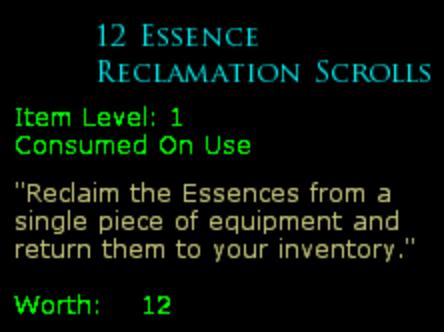 12 Essence
Reclamation Scrolls
Item Level: 1
Consumed On Use
"Reclaim the Essences from a
single piece of equipment and
return them to your inventory."
Worth: 12